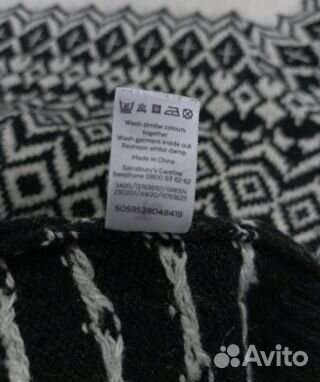 Wash similar colours
together
Wash garment inside out
Reshape whilst damp
Made in China
Sainsbury's Careline
freephone 0800 63 62 62
5059528048419
Avito